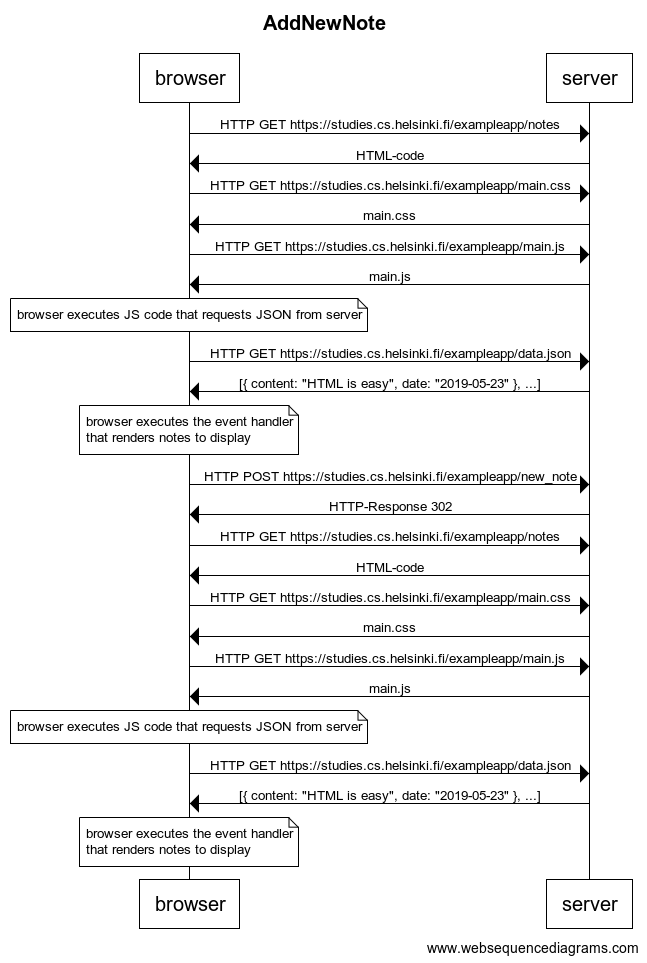 AddNewNote
browser
server
HTTP GET https://studies.cs.helsinki.fi/exampleapp/notes
HTML-code
HTTP GET https://studies.cs.helsinki.fi/exampleapp/main.css
main.css
HTTP GET https://studies.cs.helsinki.fi/exampleapp/main.js
main.js
browser executes JS code that requests JSON from server
HTTP GET https://studies.cs.helsinki.fi/exampleapp/data.json
[{ content: "HTML is easy", date: "2019-05-23" }, ...]
browser executes the event handler
that renders notes to display
HTTP POST https://studies.cs.helsinki.fi/exampleapp/new_note
HTTP-Response 302
HTTP GET https://studies.cs.helsinki.fi/exampleapp/notes
HTML-code
HTTP GET https://studies.cs.helsinki.fi/exampleapp/main.css
main.css
HTTP GET https://studies.cs.helsinki.fi/exampleapp/main.js
main.js
browser executes JS code that requests JSON from server
HTTP GET https://studies.cs.helsinki.fi/exampleapp/data.json
[{ content: "HTML is easy", date: "2019-05-23" }, ...]
browser executes the event handler
that renders notes to display
browser
server
www.websequencediagrams.com